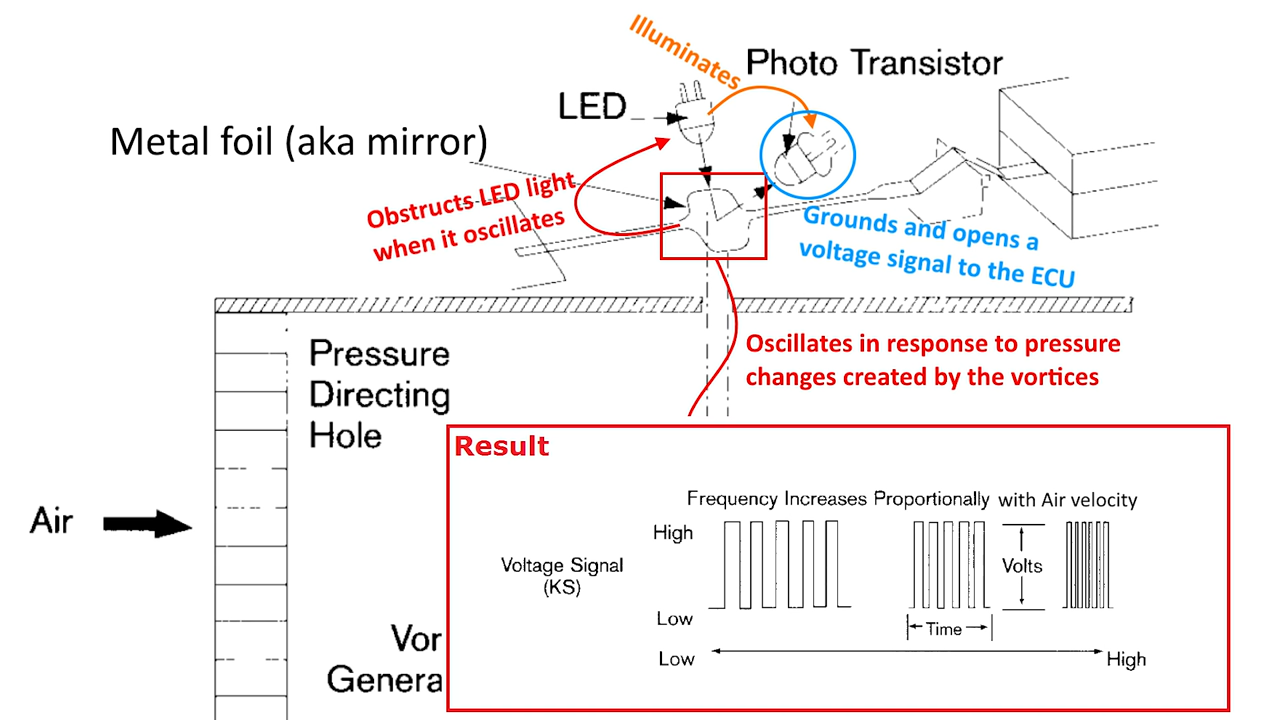 Illuminates
Photo Transistor
LED
Metal foil (aka mirror)
Obstructs LED light
when it oscillates
Grounds and opens a
voltage signal to the ECU
Pressure
Directing
Hole
Oscillates in response to pressure
changes created by the vortices
Air
Vor
Genera
Result
Frequency Increases Proportionally with Air velocity
High
Voltage Signal
(KS)
Volts
Low
Time
Low
High